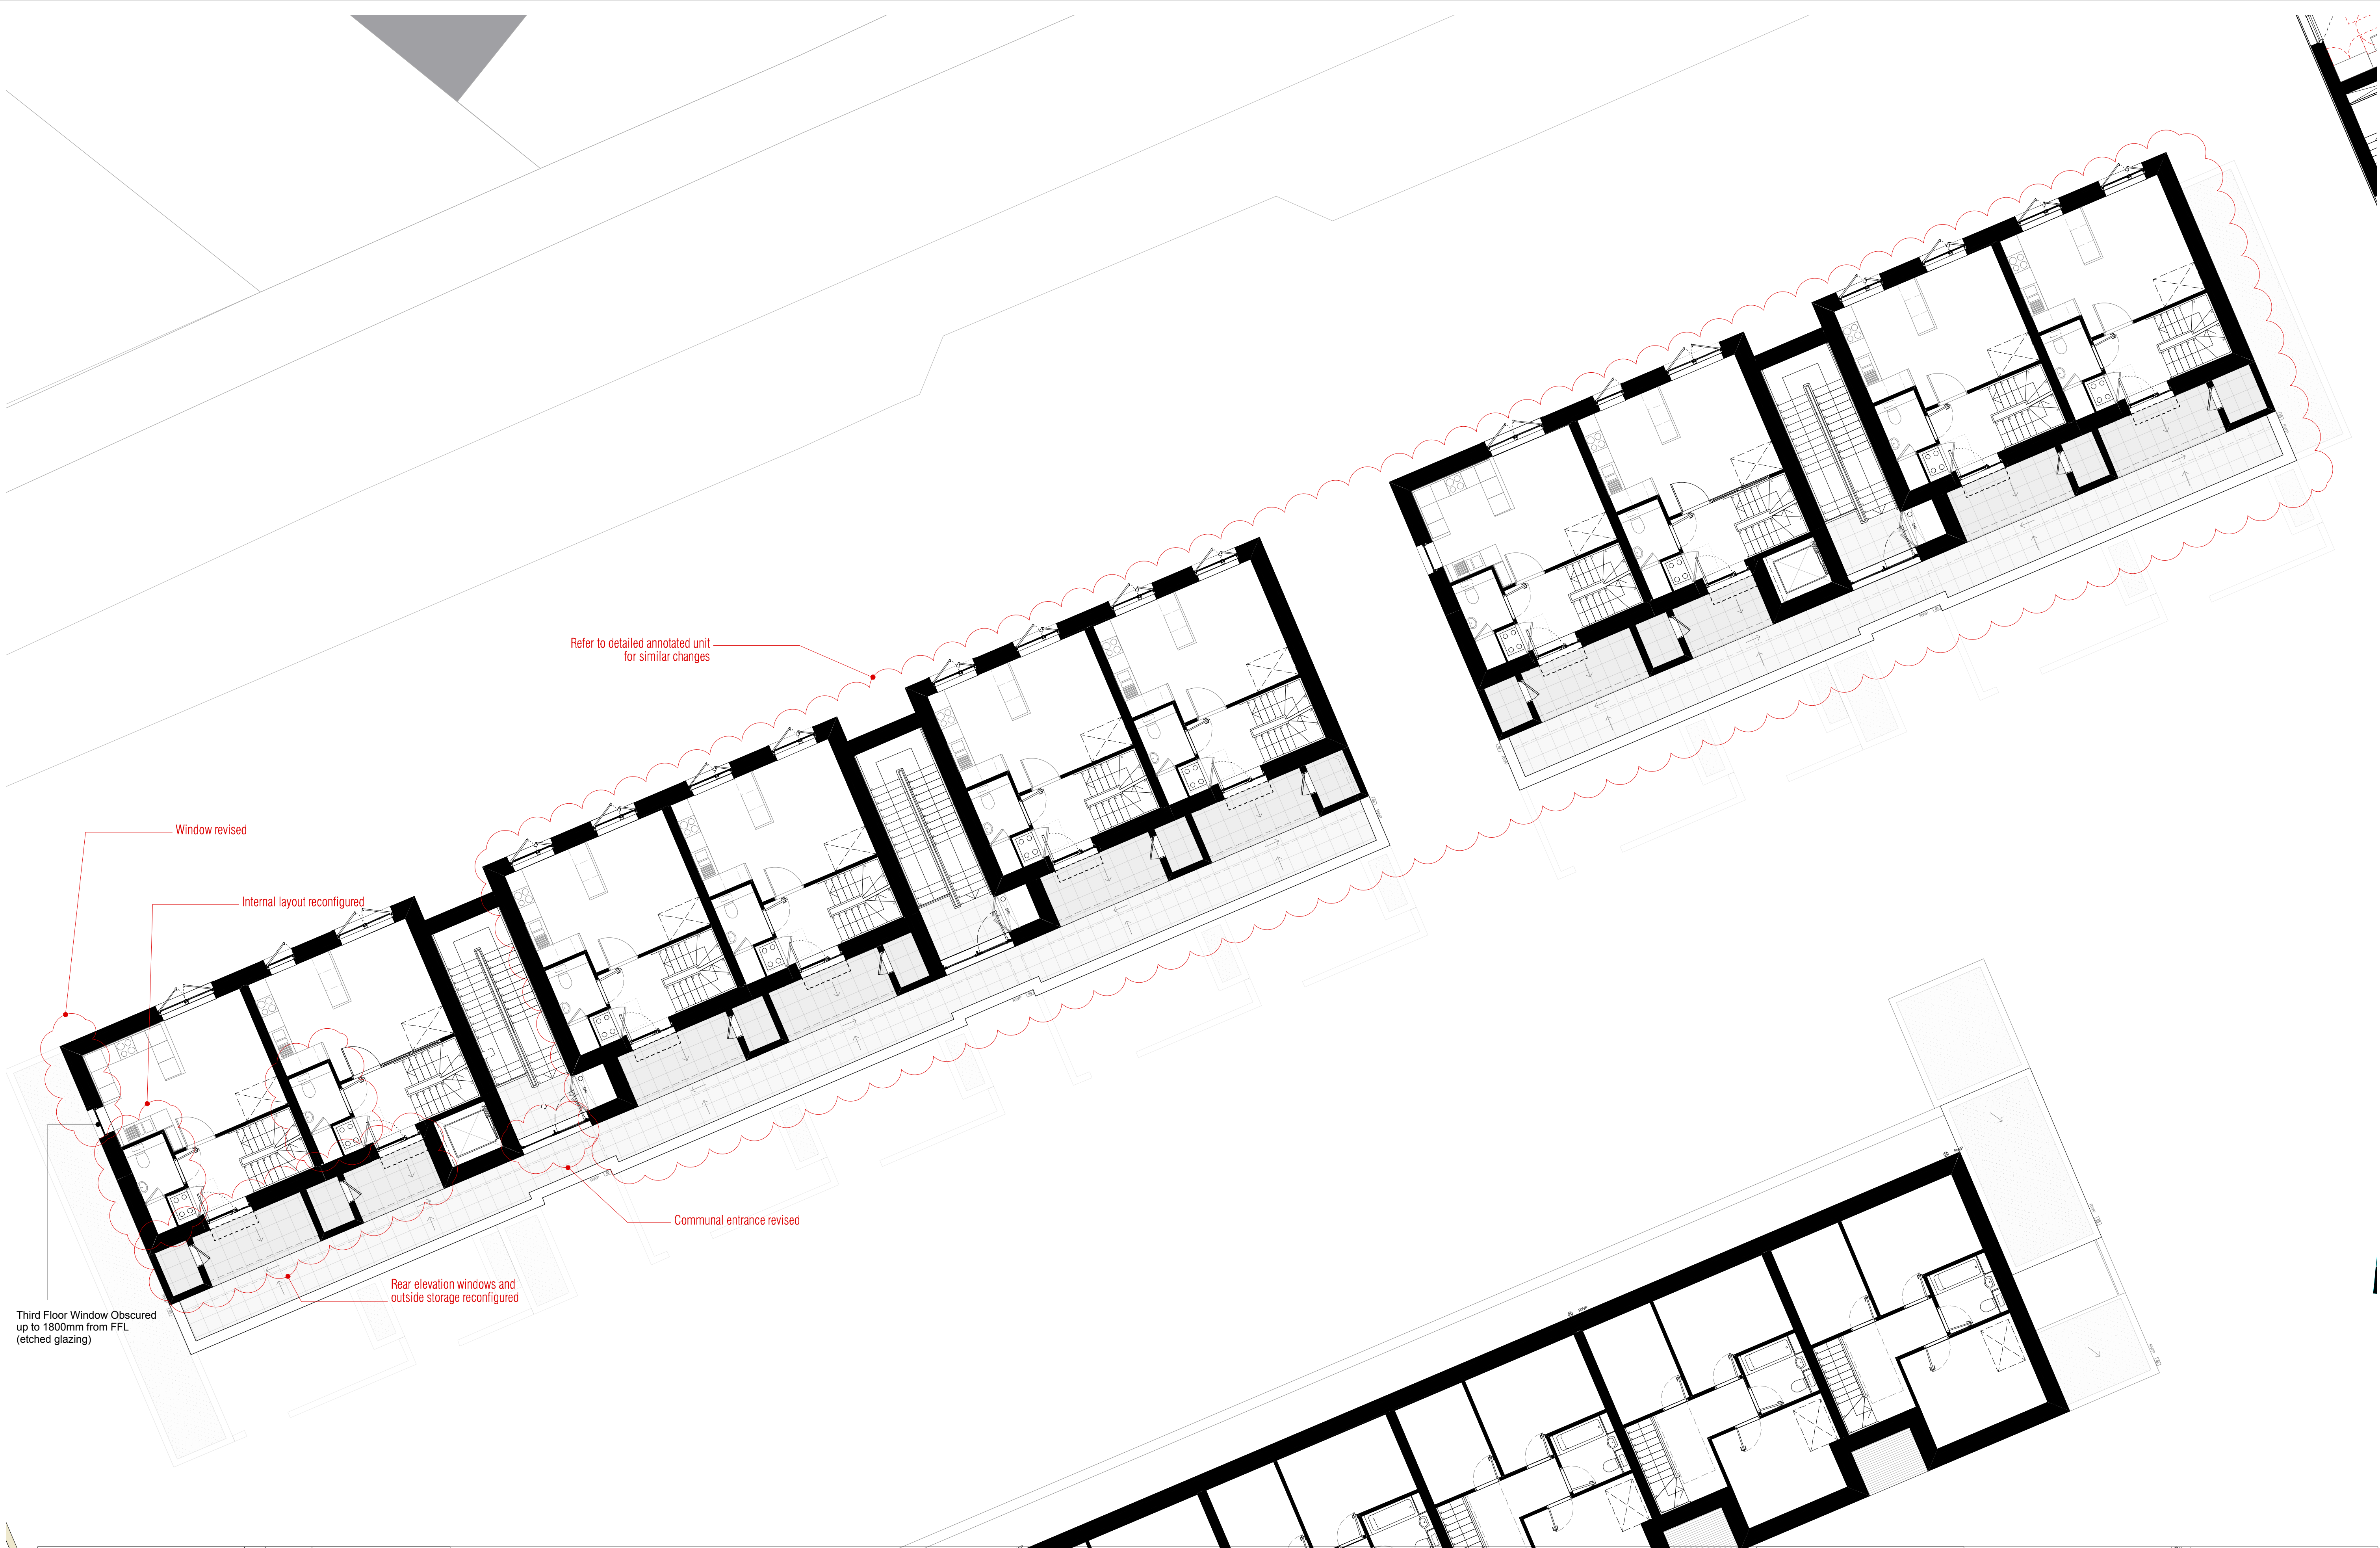 Refer to detailed annotated unit
for similar changes
Window revised
Internal layout reconfigured
Communal entrance revised
Rear elevation windows and
outside storage reconfigured
Third Floor Window Obscured
up to 1800mm from FFL
(etched glazing)